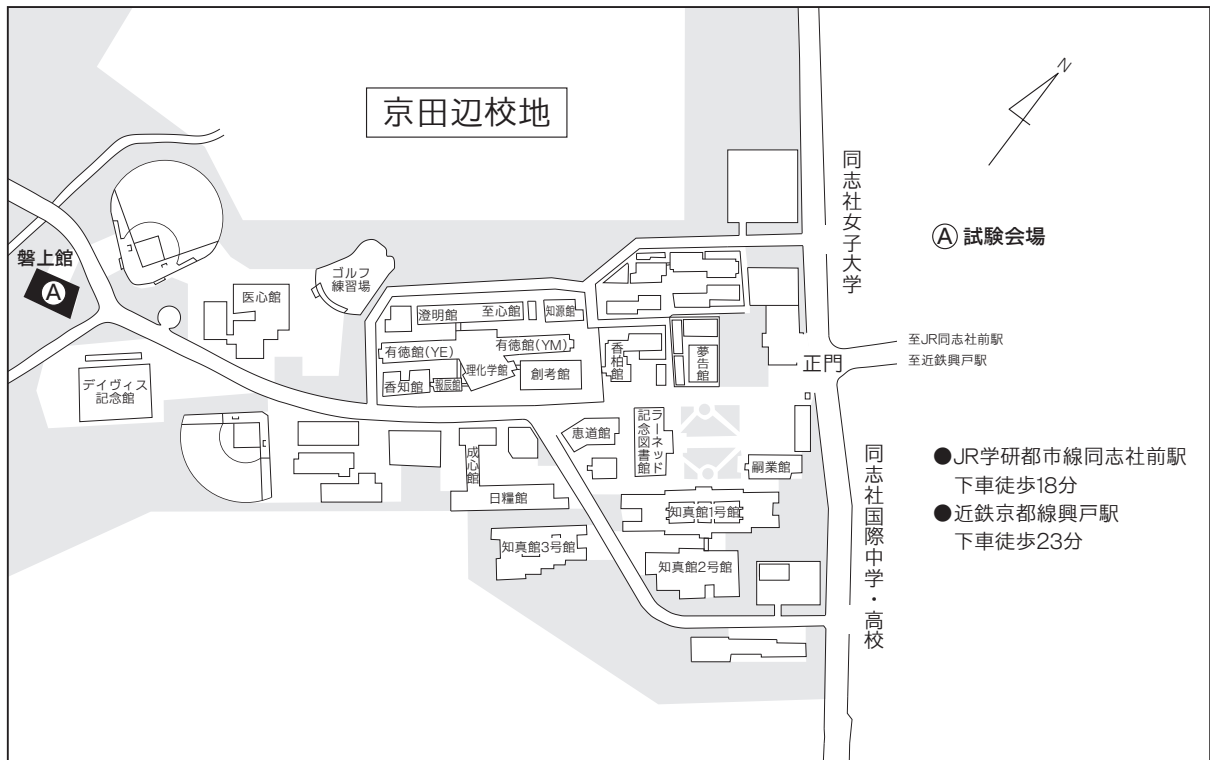 京田辺校地
N
同志社女子大学
Ⓐ 試験会場
磐上館
Ⓐ
ゴルフ
練習場
医心館
澄明館
至心館
知源館
有徳館(YE)
有徳館(YM)
理化学館
香知館
報辰館
創考館
香柏館
夢告館
正門
至JR同志社前駅
至近鉄興戸駅
デイヴィス
記念館
恵道館
ラーネッド
記念図書館
嗣業館
成心館
日糧館
知真館1号館
知真館2号館
知真館3号館
同志社国際中学・高校
●JR学研都市線同志社前駅
下車徒歩18分
●近鉄京都線興戸駅
下車徒歩23分